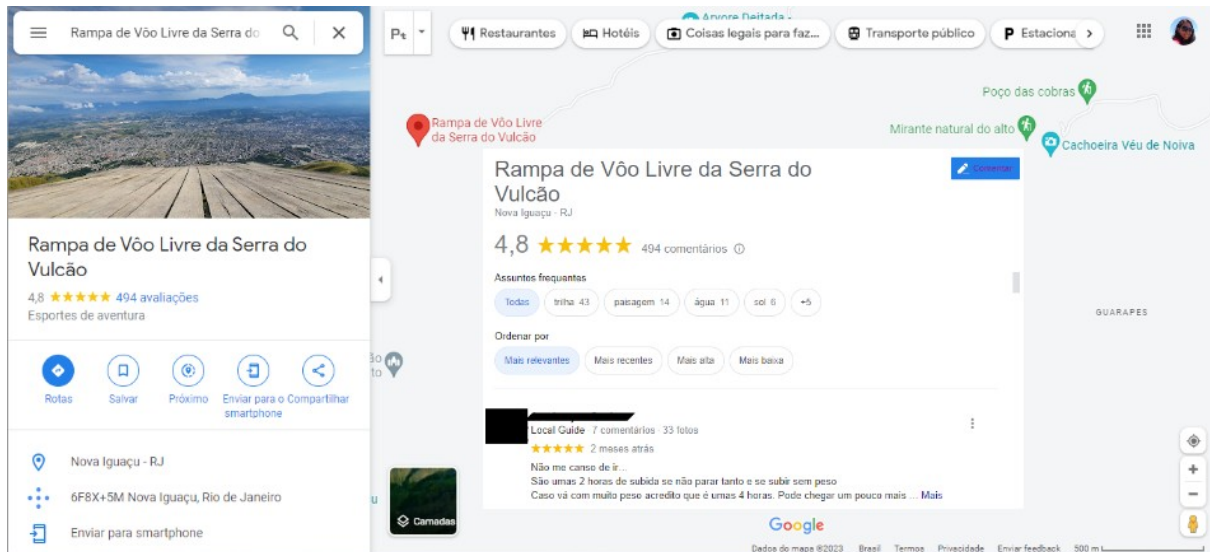 Rampa de Vôo Livre da Serra do
Rampa de Vôo Livre da Serra do
Vulcão
4,8 ★★★★★ 494 avaliações
Esportes de aventura
Rotas
Salvar
Próximo
Enviar para o
smartphone
Compartilhar
Nova Iguaçu - RJ
6F8X+5M Nova Iguaçu, Rio de Janeiro
Enviar para smartphone
Restaurantes
Hotéis
Coisas legais para faz...
Transporte público
P Estaciona
Árvore Deitada
Poço das cobras
Mirante natural do alto
Cachoeira Véu de Noiva
Rampa de Vôo Livre
da Serra do Vulcão
GUARAPES
Rampa de Vôo Livre da Serra do
Vulcão
Comentar
Nova Iguaçu - RJ
4,8 ★★★★★ 494 comentários
Assuntos frequentes
Todas trilha 43 paisagem 14 água 11 sol 6 +5
Ordenar por
Mais relevantes Mais recentes Mais alta Mais baixa
Local Guide · 7 comentários · 33 fotos
★★★★★ 2 meses atrás
Não me canso de ir...
São umas 2 horas de subida se não parar tanto e se subir sem peso
Caso vá com muito peso acredito que é umas 4 horas. Pode chegar um pouco mais ... Mais
Camadas
Google
Dados do mapa ©2023 Brasil Termos Privacidade Enviar feedback 500 m